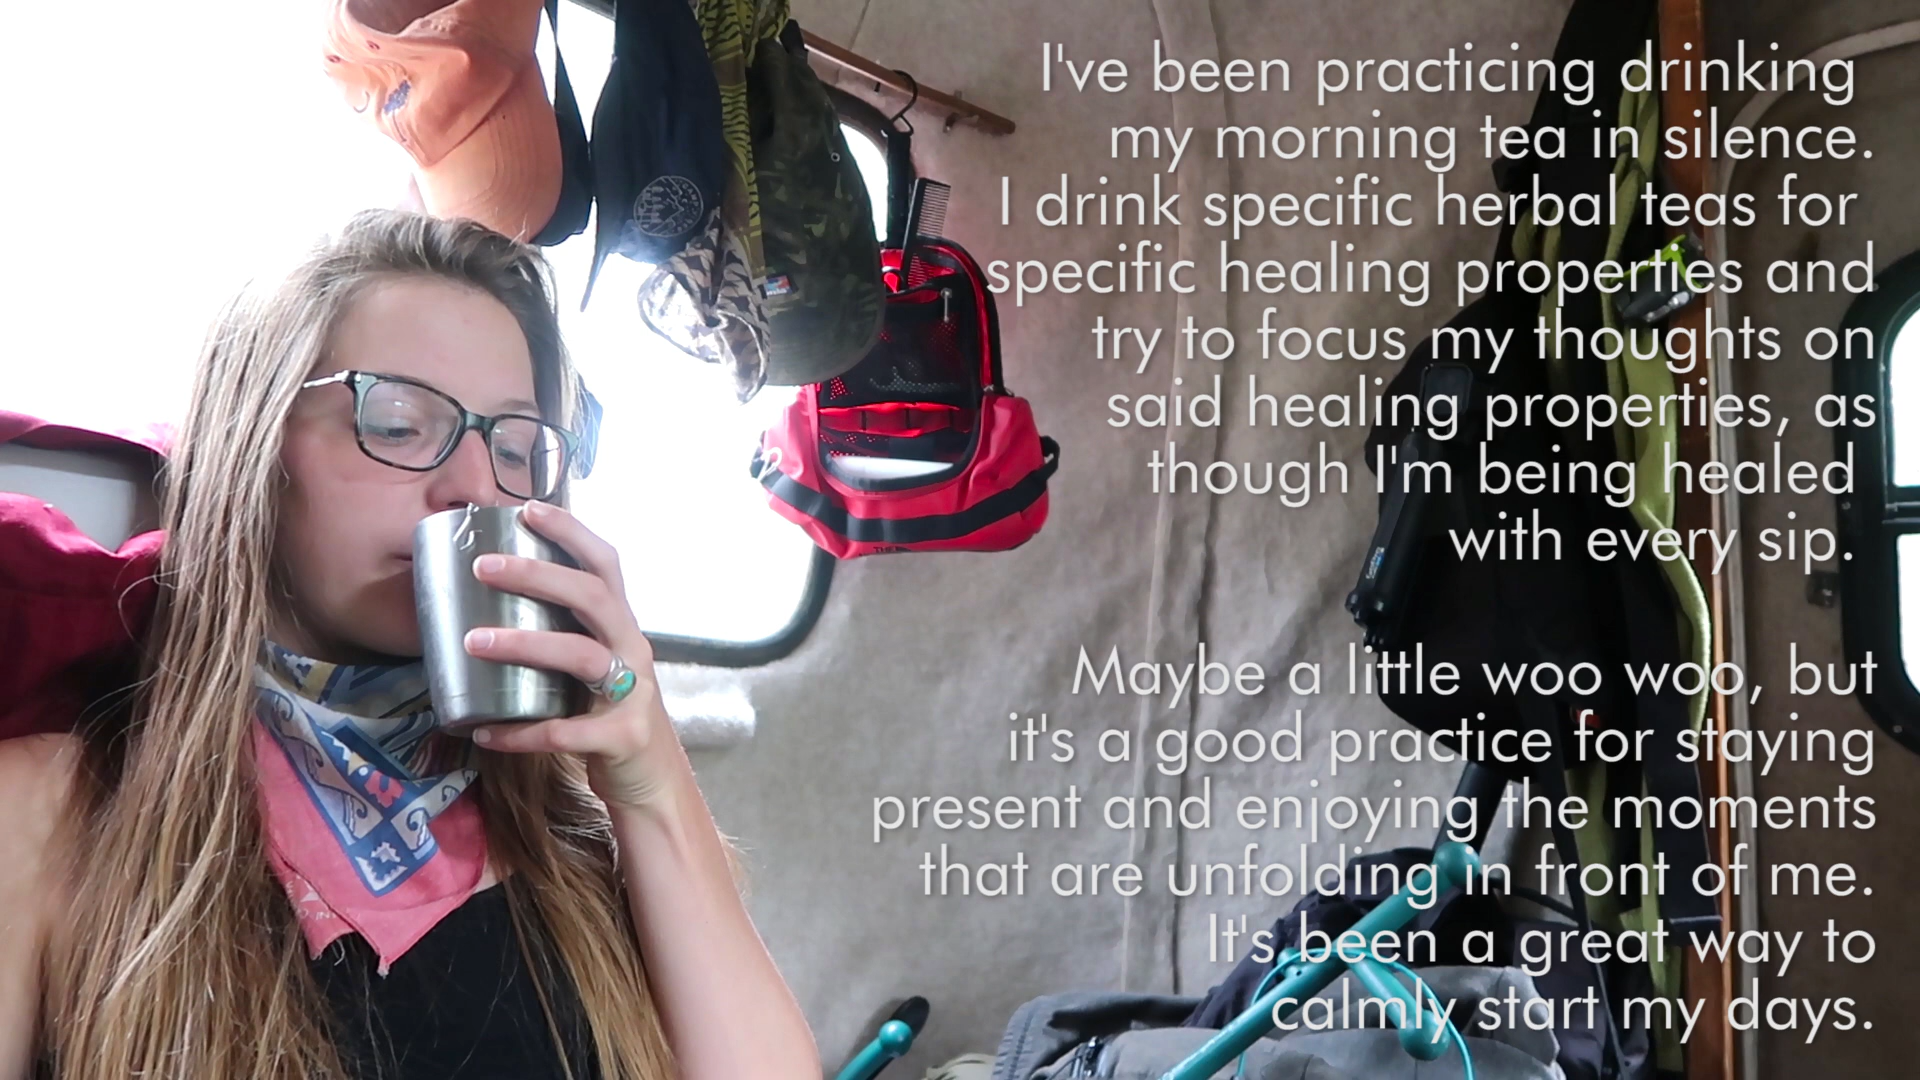 I've been practicing drinking
my morning tea in silence.
I drink specific herbal teas for
specific healing properties and
try to focus my thoughts on
said healing properties, as
though I'm being healed
with every sip.
Maybe a little woo woo, but
it's a good practice for staying
present and enjoying the moments
that are unfolding in front of me.
It's been a great way to
calmly start my days.